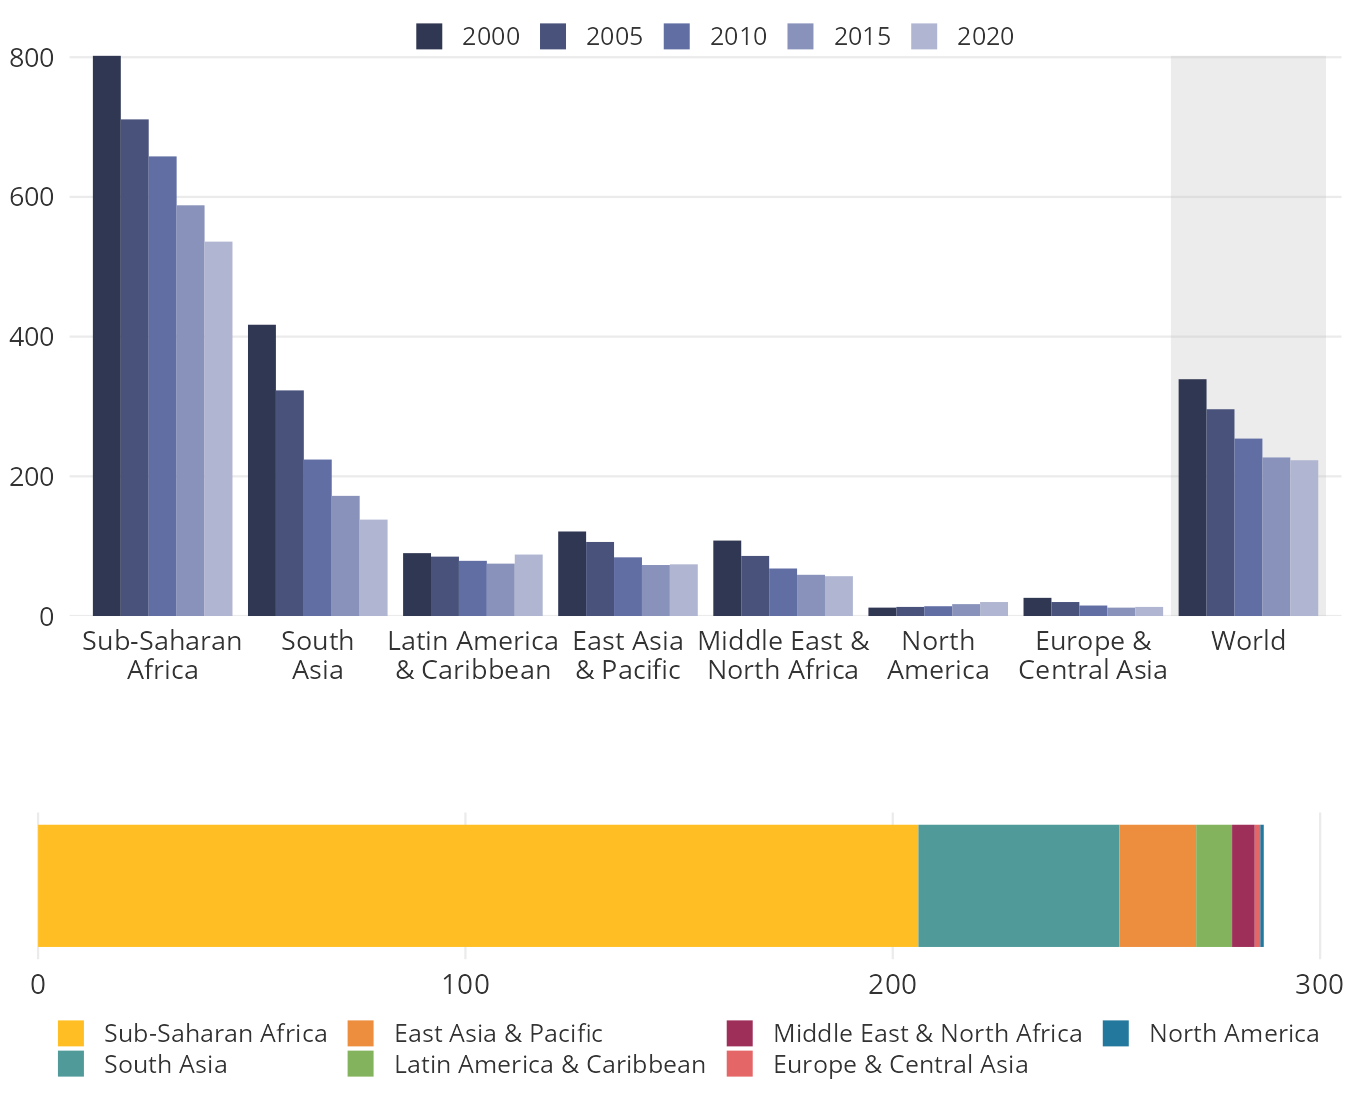 2000 2005 2010 2015 2020
800
600
400
200
0
Sub-Saharan Africa
South Asia
Latin America & Caribbean
East Asia & Pacific
Middle East & North Africa
North America
Europe & Central Asia
World
0 100 200 300
Sub-Saharan Africa East Asia & Pacific Middle East & North Africa North America
South Asia Latin America & Caribbean Europe & Central Asia